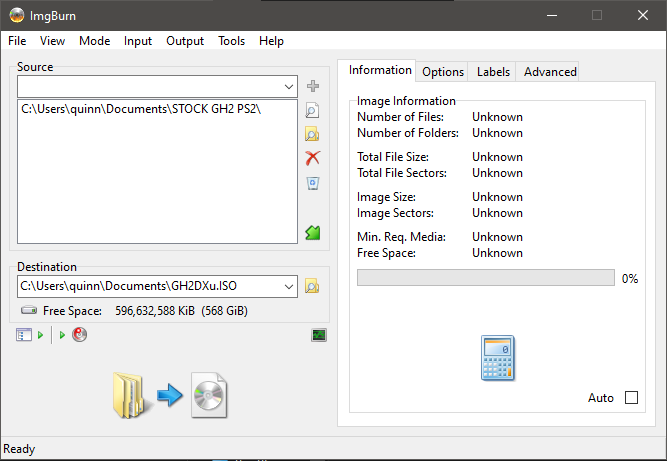 ImgBurn
File View Mode Input Output Tools Help
Source
C:\Users\quinn\Documents\STOCK GH2 PS2\
Destination
C:\Users\quinn\Documents\GH2DXu.ISO
Free Space: 596,632,588 KiB (568 GiB)
Information Options Labels Advanced
Image Information
Number of Files: Unknown
Number of Folders: Unknown
Total File Size: Unknown
Total File Sectors: Unknown
Image Size: Unknown
Image Sectors: Unknown
Min. Req. Media: Unknown
Free Space: Unknown
0%
0
Auto
Ready